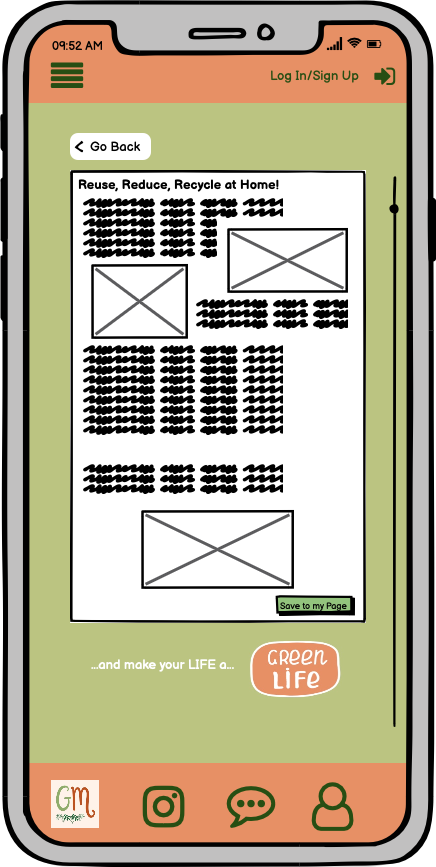 09:52 AM
Log In/Sign Up
Go Back
Reuse, Reduce, Recycle at Home!
Save to my Page
...and make your LIFE a...
GReen
LiFe
GM